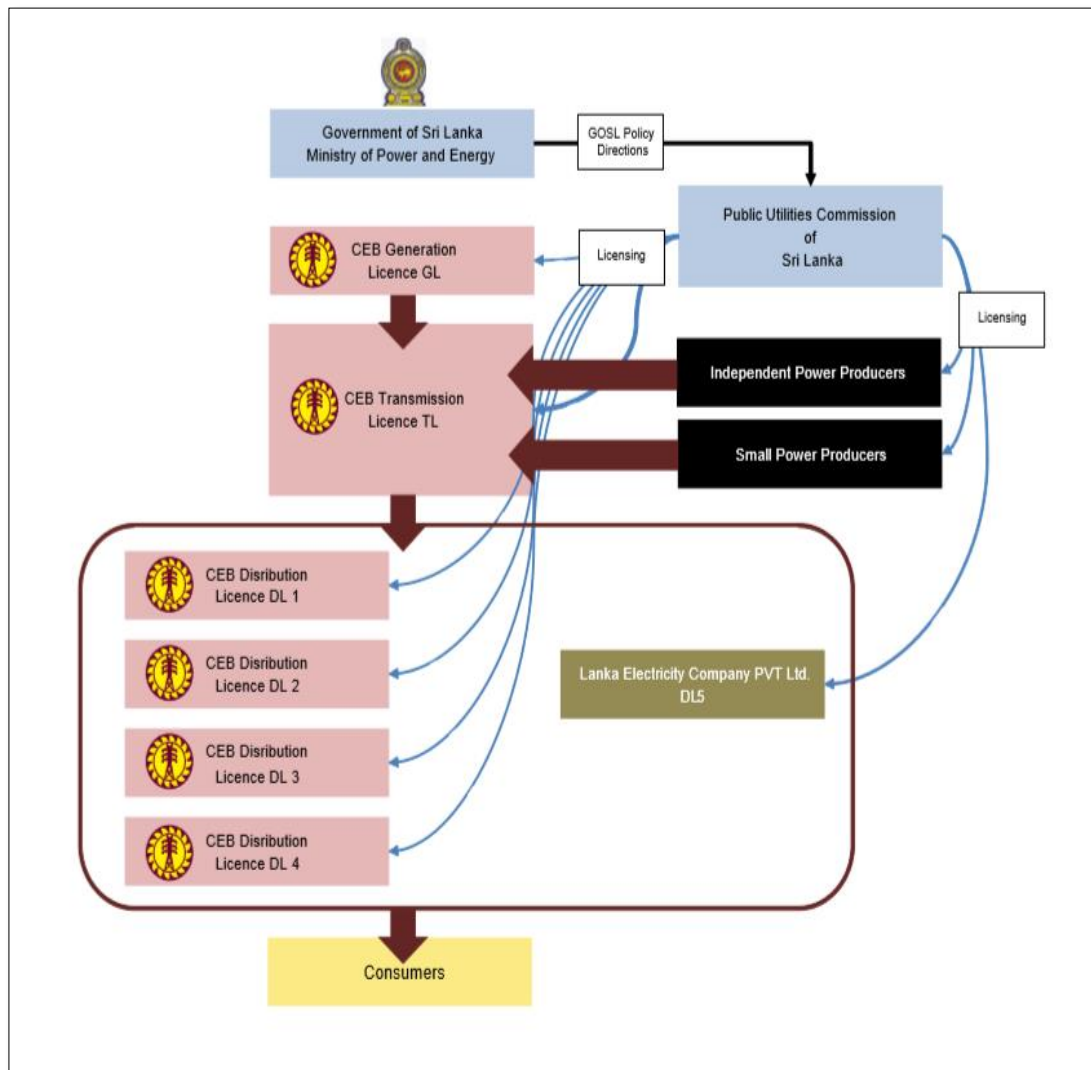 Government of Sri Lanka
Ministry of Power and Energy
GOSL Policy
Directions
Public Utilities Commission
of
Sri Lanka
CEB Generation
Licence GL
Licensing
Licensing
CEB Transmission
Licence TL
Independent Power Producers
Small Power Producers
CEB Disribution
Licence DL 1
CEB Disribution
Licence DL 2
CEB Disribution
Licence DL 3
CEB Disribution
Licence DL 4
Lanka Electricity Company PVT Ltd.
DL5
Consumers